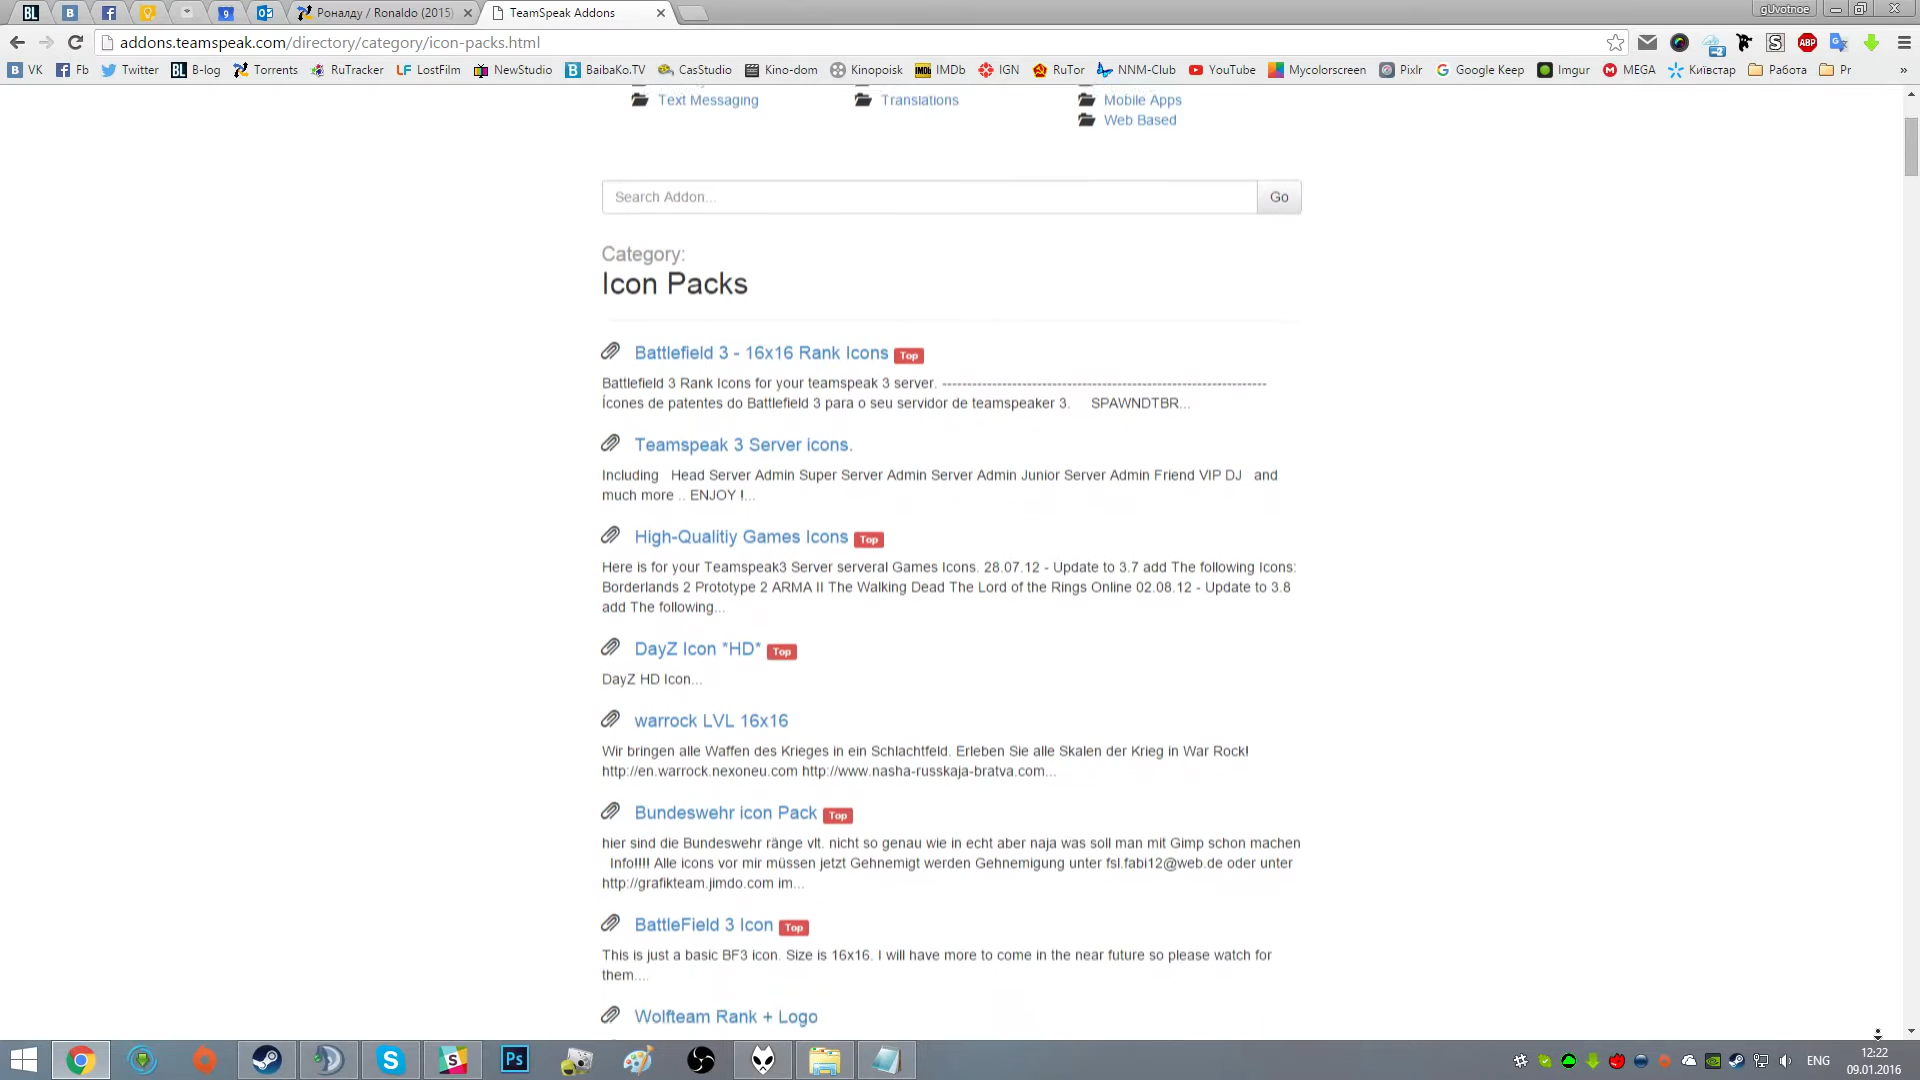 gUvotnoe
Роналду / Ronaldo (2015)
TeamSpeak Addons
addons.teamspeak.com/directory/category/icon-packs.html
VK Fb Twitter B-log Torrents RuTracker LostFilm NewStudio BaibaKo.TV CasStudio Kino-dom Kinopoisk IMDb IGN RuTor NNM-Club YouTube Mycolorscreen Pixlr Google Keep Imgur MEGA Київстар Работа Pr »
Text Messaging Translations Mobile Apps
Web Based
Search Addon... Go
Category:
Icon Packs
Battlefield 3 - 16x16 Rank Icons Top
Battlefield 3 Rank Icons for your teamspeak 3 server. -----------------------------------------------------------------
Ícones de patentes do Battlefield 3 para o seu servidor de teamspeaker 3. SPAWNDTBR...
Teamspeak 3 Server icons.
Including Head Server Admin Super Server Admin Server Admin Junior Server Admin Friend VIP DJ and
much more .. ENJOY !...
High-Qualitiy Games Icons Top
Here is for your Teamspeak3 Server serveral Games Icons. 28.07.12 - Update to 3.7 add The following Icons:
Borderlands 2 Prototype 2 ARMA II The Walking Dead The Lord of the Rings Online 02.08.12 - Update to 3.8
add The following...
DayZ Icon *HD* Top
DayZ HD Icon...
warrock LVL 16x16
Wir bringen alle Waffen des Krieges in ein Schlachtfeld. Erleben Sie alle Skalen der Krieg in War Rock!
http://en.warrock.nexoneu.com http://www.nasha-russkaja-bratva.com...
Bundeswehr icon Pack Top
hier sind die Bundeswehr ränge vlt. nicht so genau wie in echt aber naja was soll man mit Gimp schon machen
Info!!!! Alle icons vor mir müssen jetzt Gehnemigt werden Gehnemigung unter fsl.fabi12@web.de oder unter
http://grafikteam.jimdo.com im...
BattleField 3 Icon Top
This is just a basic BF3 icon. Size is 16x16. I will have more to come in the near future so please watch for
them....
Wolfteam Rank + Logo
ENG
12:22
09.01.2016